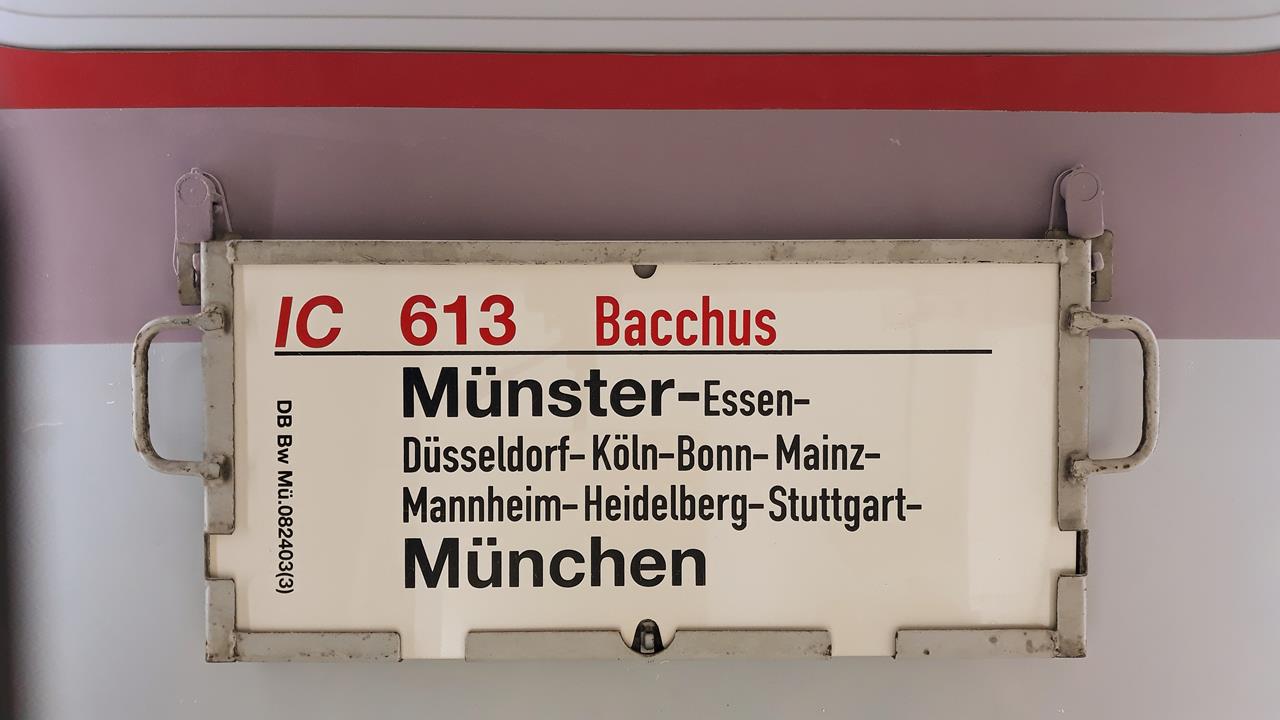 IC 613 Bacchus
Münster-Essen-
Düsseldorf-Köln-Bonn-Mainz-
Mannheim-Heidelberg-Stuttgart-
München
DB Bw Mü.082403(3)